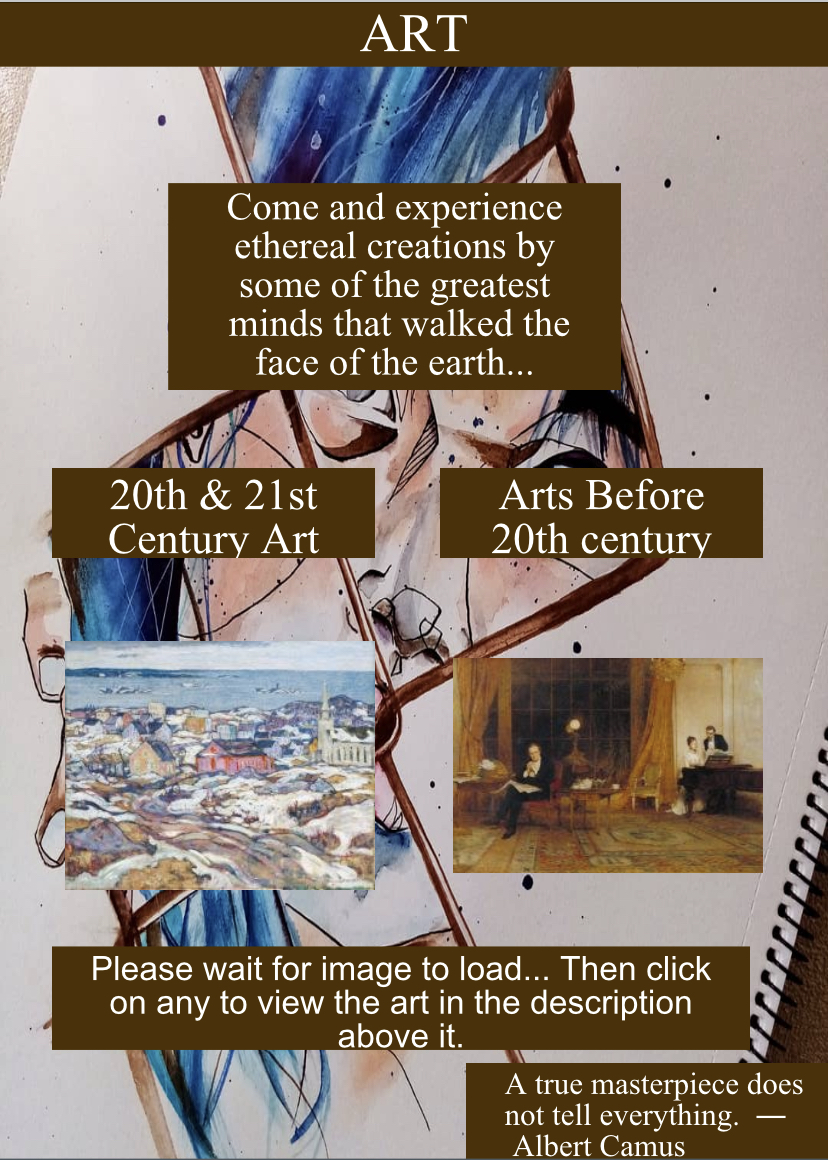 ART
Come and experience
ethereal creations by
some of the greatest
minds that walked the
face of the earth...
20th & 21st
Century Art
Arts Before
20th century
Please wait for image to load... Then click
on any to view the art in the description
above it.
A true masterpiece does
not tell everything. —
Albert Camus